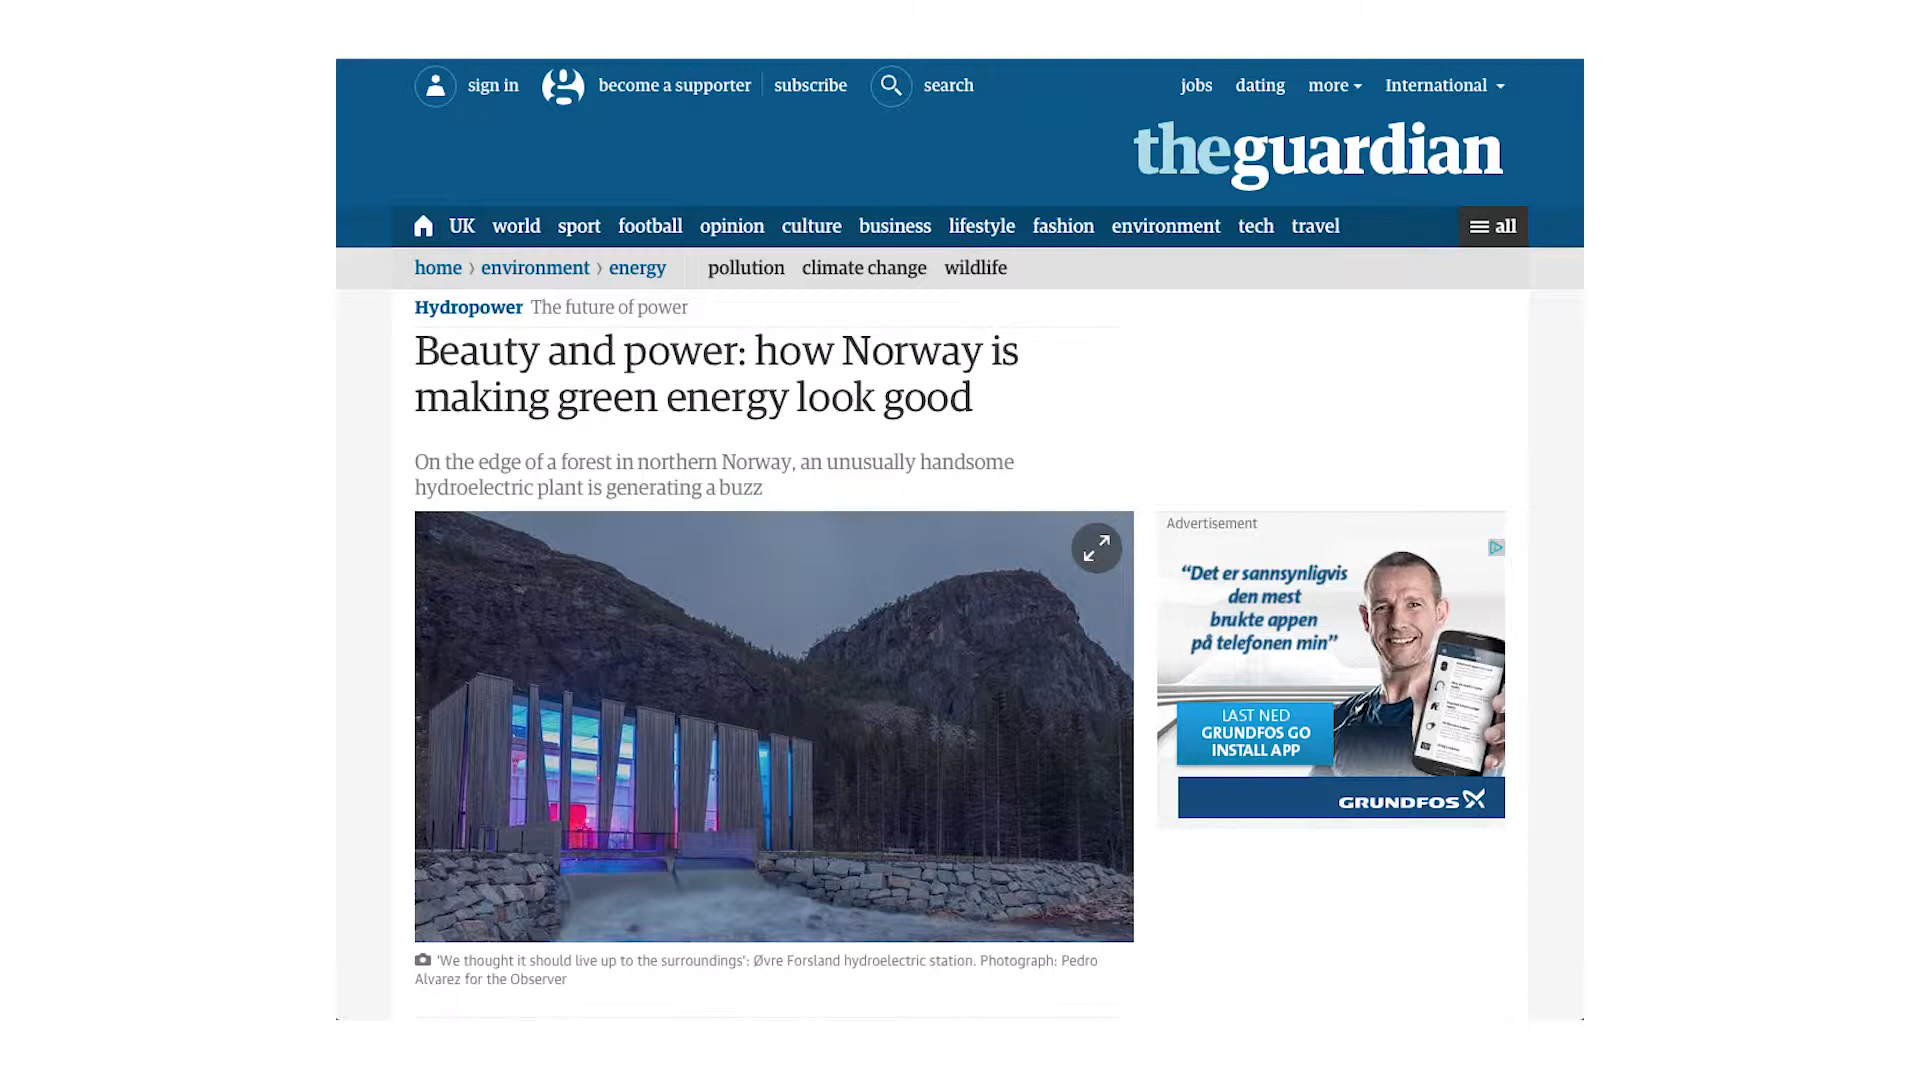 sign in
become a supporter
subscribe
search
jobs
dating
more
International
theguardian
UK
world
sport
football
opinion
culture
business
lifestyle
fashion
environment
tech
travel
all
home › environment › energy
pollution
climate change
wildlife
Hydropower The future of power
Beauty and power: how Norway is
making green energy look good
On the edge of a forest in northern Norway, an unusually handsome
hydroelectric plant is generating a buzz
Advertisement
“Det er sannsynligvis
den mest
brukte appen
på telefonen min”
LAST NED
GRUNDFOS GO
INSTALL APP
GRUNDFOS
'We thought it should live up to the surroundings': Øvre Forsland hydroelectric station. Photograph: Pedro
Alvarez for the Observer